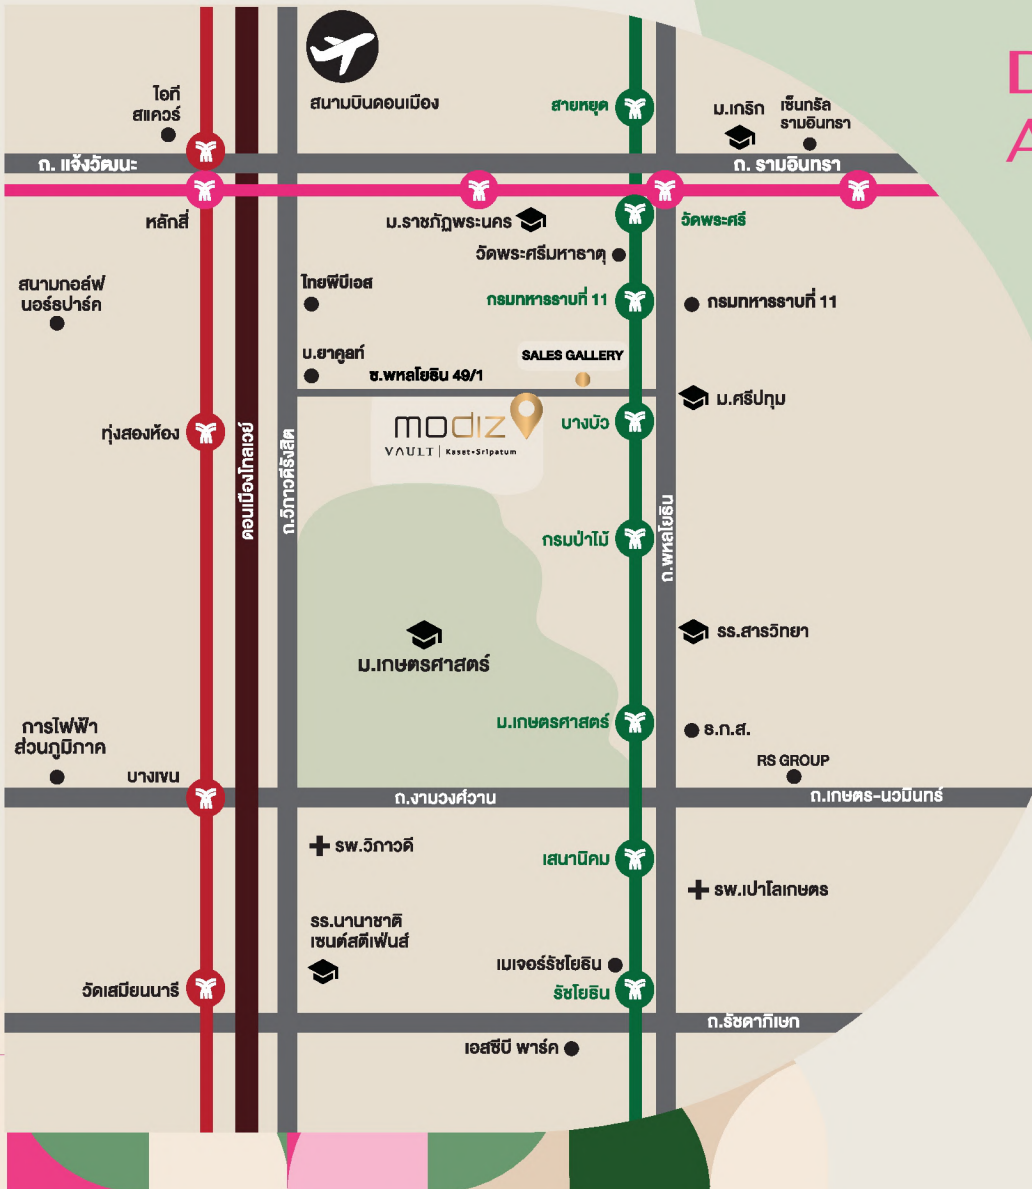 D
A
ไอที
สแควร์
สนามบินดอนเมือง
สายหยุด
ม.เกริก
เซ็นทรัล
รามอินทรา
ถ. แจ้งวัฒนะ
ถ. รามอินทรา
หลักสี่
ม.ราชภัฏพระนคร
วัดพระศรี
วัดพระศรีมหาธาตุ
สนามกอล์ฟ
นอร์ธปาร์ค
ไทยพีบีเอส
กรมทหารราบที่ 11
กรมทหารราบที่ 11
บ.ยาคูลท์
SALES GALLERY
ซ.พหลโยธิน 49/1
ม.ศรีปทุม
modiz
VAULT | Kaset-Sripatum
บางบัว
ทุ่งสองห้อง
ดอนเมืองโทลเวย์
ถ.วิภาวดีรังสิต
ถ.พหลโยธิน
กรมป่าไม้
รร.สารวิทยา
ม.เกษตรศาสตร์
ม.เกษตรศาสตร์
ธ.ก.ส.
การไฟฟ้า
ส่วนภูมิภาค
บางเขน
RS GROUP
ถ.งามวงศ์วาน
ถ.เกษตร-นวมินทร์
รพ.วิภาวดี
เสนานิคม
รพ.เปาโลเกษตร
รร.นานาชาติ
เซนต์สตีเฟ่นส์
เมเจอร์รัชโยธิน
วัดเสมียนนารี
รัชโยธิน
ถ.รัชดาภิเษก
เอสซีบี พาร์ค